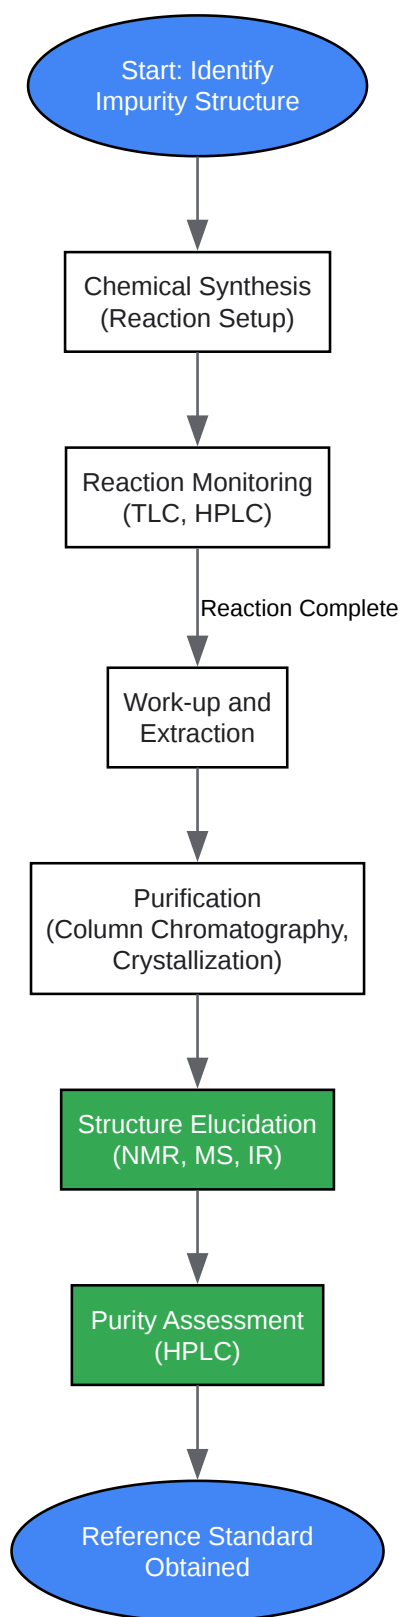 Start: Identify
Impurity Structure
Chemical Synthesis
(Reaction Setup)
Reaction Monitoring
(TLC, HPLC)
Reaction Complete
Work-up and
Extraction
Purification
(Column Chromatography,
Crystallization)
Structure Elucidation
(NMR, MS, IR)
Purity Assessment
(HPLC)
Reference Standard
Obtained